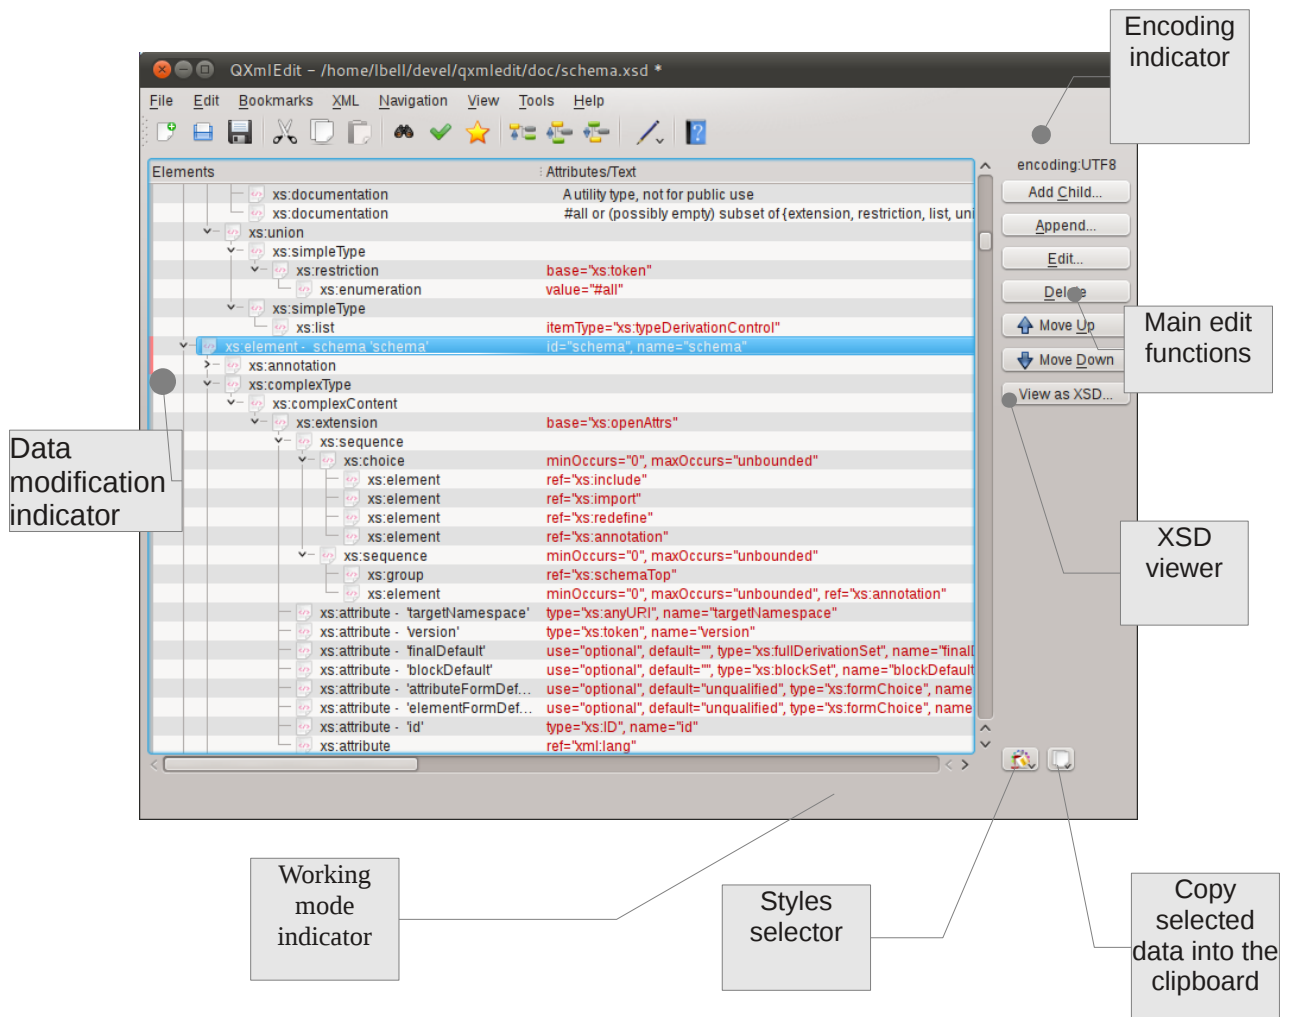 Encoding
indicator
QXmlEdit - /home/lbell/devel/qxmledit/doc/schema.xsd *
File Edit Bookmarks XML Navigation View Tools Help
encoding:UTF8
Elements Attributes/Text
Add Child...
xs:documentation A utility type, not for public use
xs:documentation #all or (possibly empty) subset of {extension, restriction, list, uni
Append...
xs:union
xs:simpleType
Edit...
xs:restriction base="xs:token"
xs:enumeration value="#all"
Delete
xs:simpleType
xs:list itemType="xs:typeDerivationControl"
Move Up
Main edit
functions
xs:element - schema 'schema' id="schema", name="schema"
xs:annotation
Move Down
xs:complexType
View as XSD...
xs:complexContent
xs:extension base="xs:openAttrs"
Data
modification
indicator
xs:sequence
xs:choice minOccurs="0", maxOccurs="unbounded"
xs:element ref="xs:include"
xs:element ref="xs:import"
xs:element ref="xs:redefine"
xs:element ref="xs:annotation"
XSD
viewer
xs:sequence minOccurs="0", maxOccurs="unbounded"
xs:group ref="xs:schemaTop"
xs:element minOccurs="0", maxOccurs="unbounded", ref="xs:annotation"
xs:attribute - 'targetNamespace' type="xs:anyURI", name="targetNamespace"
xs:attribute - 'version' type="xs:token", name="version"
xs:attribute - 'finalDefault' use="optional", default="", type="xs:fullDerivationSet", name="final
xs:attribute - 'blockDefault' use="optional", default="", type="xs:blockSet", name="blockDefault
xs:attribute - 'attributeFormDef... use="optional", default="unqualified", type="xs:formChoice", name
xs:attribute - 'elementFormDef... use="optional", default="unqualified", type="xs:formChoice", name
xs:attribute - 'id' type="xs:ID", name="id"
xs:attribute ref="xml:lang"
Working
mode
indicator
Styles
selector
Copy
selected
data into the
clipboard